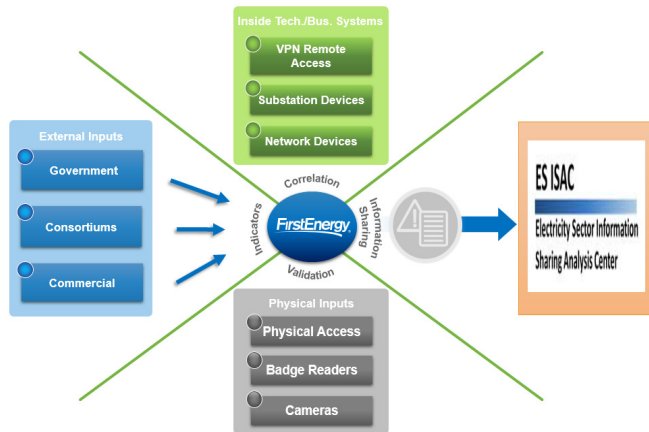 Inside Tech./Bus. Systems
VPN Remote
Access
Substation Devices
Network Devices
External Inputs
Government
Consortiums
Commercial
Correlation
Indicators
FirstEnergy
Information
Sharing
Validation
ES ISAC
Electricity Sector Information
Sharing Analysis Center
Physical Inputs
Physical Access
Badge Readers
Cameras